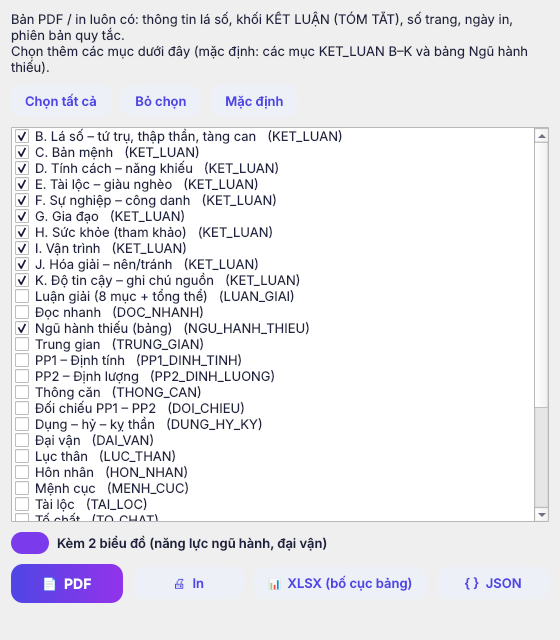 Bản PDF / in luôn có: thông tin lá số, khối KẾT LUẬN (TÓM TẮT), số trang, ngày in,
phiên bản quy tắc.
Chọn thêm các mục dưới đây (mặc định: các mục KET_LUAN B–K và bảng Ngũ hành
thiếu).
Chọn tất cả Bỏ chọn Mặc định
B. Lá số – tứ trụ, thập thần, tàng can (KET_LUAN)
C. Bản mệnh (KET_LUAN)
D. Tính cách – năng khiếu (KET_LUAN)
E. Tài lộc – giàu nghèo (KET_LUAN)
F. Sự nghiệp – công danh (KET_LUAN)
G. Gia đạo (KET_LUAN)
H. Sức khỏe (tham khảo) (KET_LUAN)
I. Vận trình (KET_LUAN)
J. Hóa giải – nên/tránh (KET_LUAN)
K. Độ tin cậy – ghi chú nguồn (KET_LUAN)
Luận giải (8 mục + tổng thể) (LUAN_GIAI)
Đọc nhanh (DOC_NHANH)
Ngũ hành thiếu (bảng) (NGU_HANH_THIEU)
Trung gian (TRUNG_GIAN)
PP1 – Định tính (PP1_DINH_TINH)
PP2 – Định lượng (PP2_DINH_LUONG)
Thông căn (THONG_CAN)
Đối chiếu PP1 – PP2 (DOI_CHIEU)
Dụng – hỷ – kỵ thần (DUNG_HY_KY)
Đại vận (DAI_VAN)
Lục thân (LUC_THAN)
Hôn nhân (HON_NHAN)
Mệnh cục (MENH_CUC)
Tài lộc (TAI_LOC)
Tố chất (TO_CHAT)
Kèm 2 biểu đồ (năng lực ngũ hành, đại vận)
PDF In XLSX (bố cục bảng) { } JSON